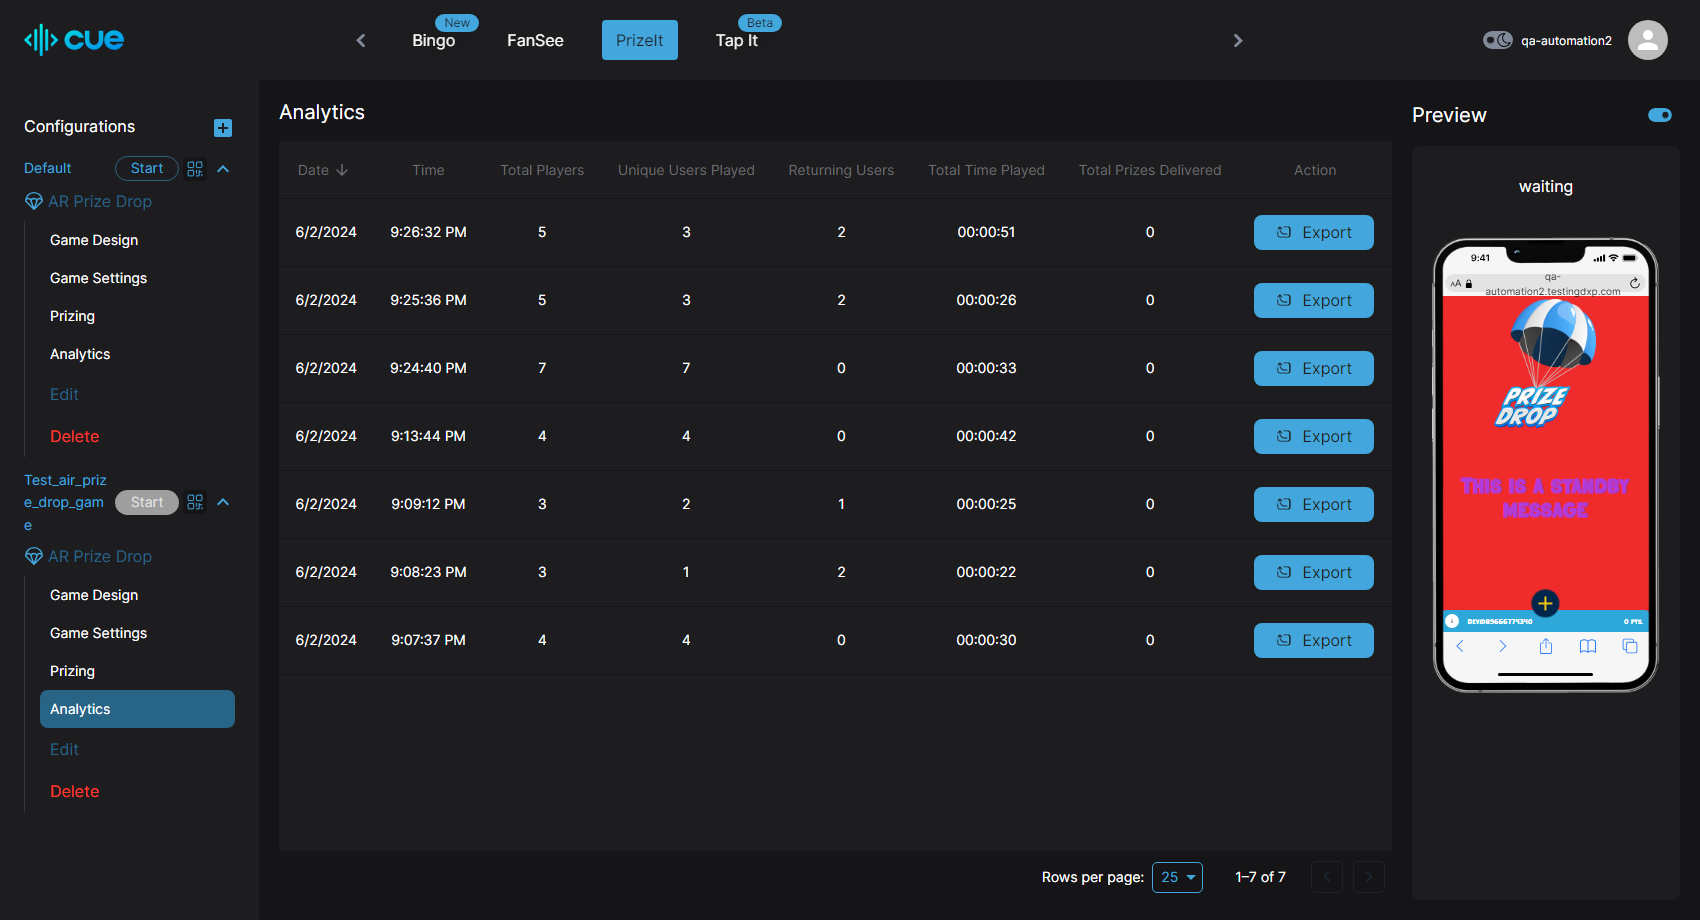 cue
New
Beta
Bingo
FanSee
PrizeIt
Tap It
qa-automation2
Configurations
Default
Start
AR Prize Drop
Game Design
Game Settings
Prizing
Analytics
Edit
Delete
Test_air_priz
e_drop_gam
e
Start
AR Prize Drop
Game Design
Game Settings
Prizing
Analytics
Edit
Delete
Analytics
Date Time Total Players Unique Users Played Returning Users Total Time Played Total Prizes Delivered Action
6/2/2024 9:26:32 PM 5 3 2 00:00:51 0 Export
6/2/2024 9:25:36 PM 5 3 2 00:00:26 0 Export
6/2/2024 9:24:40 PM 7 7 0 00:00:33 0 Export
6/2/2024 9:13:44 PM 4 4 0 00:00:42 0 Export
6/2/2024 9:09:12 PM 3 2 1 00:00:25 0 Export
6/2/2024 9:08:23 PM 3 1 2 00:00:22 0 Export
6/2/2024 9:07:37 PM 4 4 0 00:00:30 0 Export
Rows per page: 25 1–7 of 7
Preview
waiting
9:41
AA
qa-
automation2.testingdxp.com
PRIZE
DROP
THIS IS A STANDBY
MESSAGE
0 PTS.